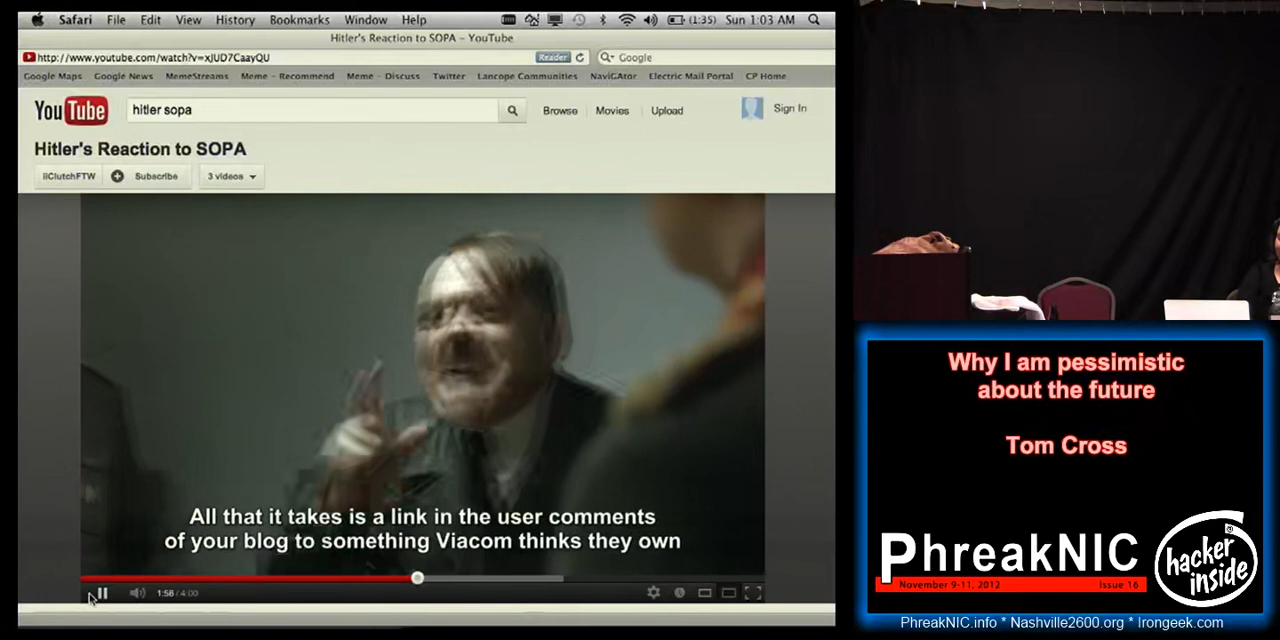 Safari File Edit View History Bookmarks Window Help (1:35) Sun 1:03 AM
Hitler's Reaction to SOPA – YouTube
http://www.youtube.com/watch?v=xJUD7CaayQU Reader Google
Google Maps Google News MemeStreams Meme - Recommend Meme - Discuss Twitter Lancope Communities NaviGAtor Electric Mail Portal CP Home
YouTube hitler sopa Browse Movies Upload Sign In
Hitler's Reaction to SOPA
iiClutchFTW Subscribe 3 videos
All that it takes is a link in the user comments
of your blog to something Viacom thinks they own
1:58 / 4:00
Why I am pessimistic
about the future
Tom Cross
PhreakNIC
November 9-11, 2012 Issue 16
hacker
inside
PhreakNIC.info * Nashville2600.org * Irongeek.com